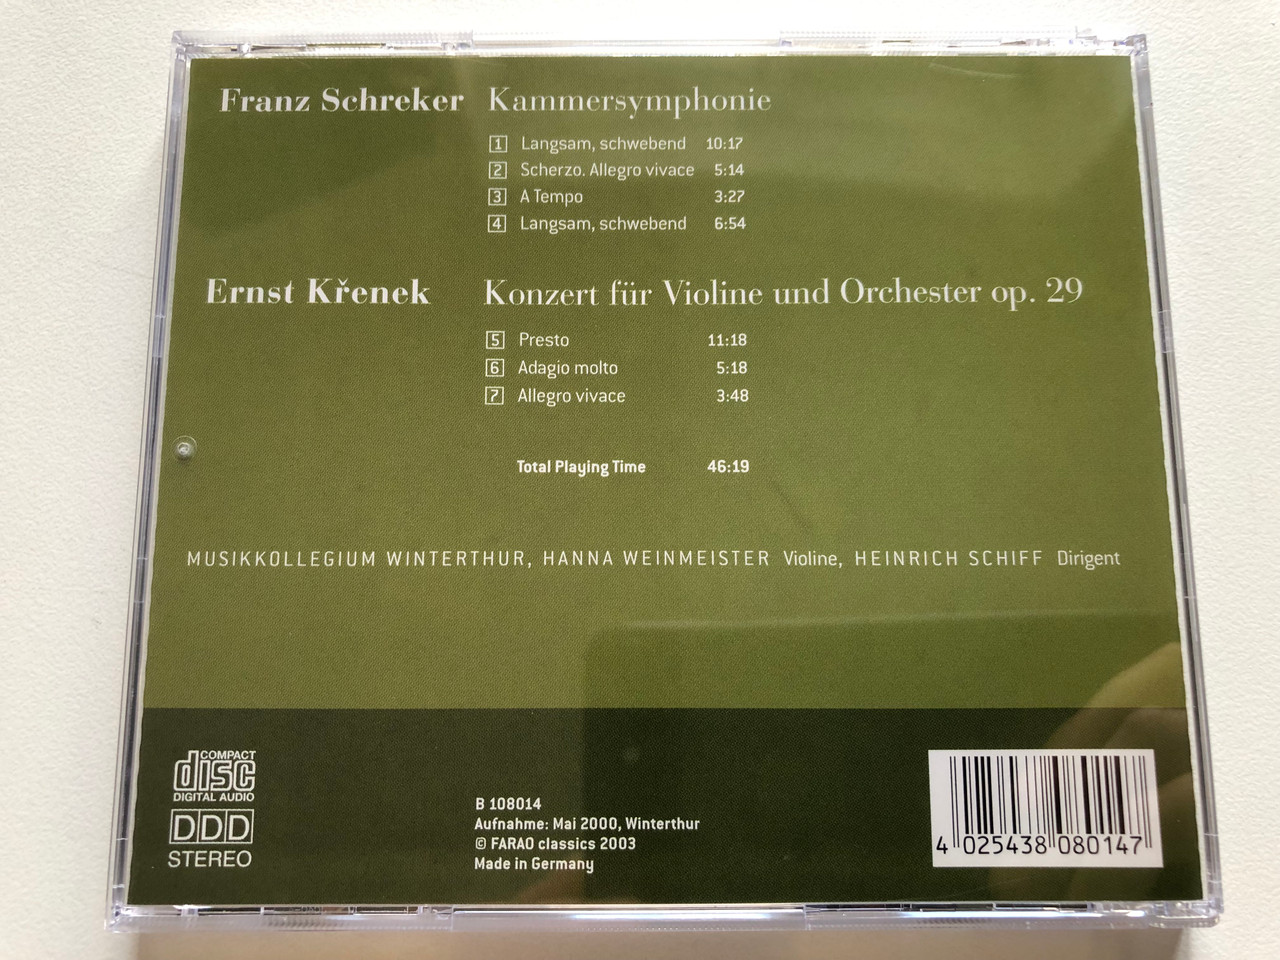 Franz Schreker Kammersymphonie
1 Langsam, schwebend 10:17
2 Scherzo. Allegro vivace 5:14
3 A Tempo 3:27
4 Langsam, schwebend 6:54
Ernst Křenek Konzert für Violine und Orchester op. 29
5 Presto 11:18
6 Adagio molto 5:18
7 Allegro vivace 3:48
Total Playing Time 46:19
MUSIKKOLLEGIUM WINTERTHUR, HANNA WEINMEISTER Violine, HEINRICH SCHIFF Dirigent
COMPACT
disc
DIGITAL AUDIO
DDD
STEREO
B 108014
Aufnahme: Mai 2000, Winterthur
© FARAO classics 2003
Made in Germany
4 025438 080147